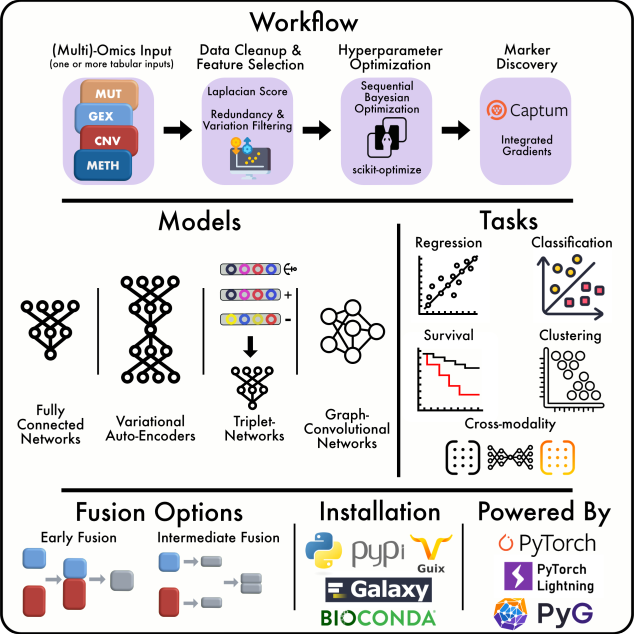 Workflow
(Multi)-Omics Input
(one or more tabular inputs)
MUT
GEX
CNV
METH
Data Cleanup &
Feature Selection
Laplacian Score
Redundancy &
Variation Filtering
Hyperparameter
Optimization
Sequential
Bayesian
Optimization
scikit-optimize
Marker
Discovery
Captum
Integrated
Gradients
Models
Fully
Connected
Networks
Variational
Auto-Encoders
+
-
Triplet-
Networks
Graph-
Convolutional
Networks
Tasks
Regression
Classification
Survival
Clustering
Cross-modality
Fusion Options
Early Fusion
Intermediate Fusion
Installation
pypi
Guix
Galaxy
BIOCONDA
Powered By
PyTorch
PyTorch
Lightning
PyG